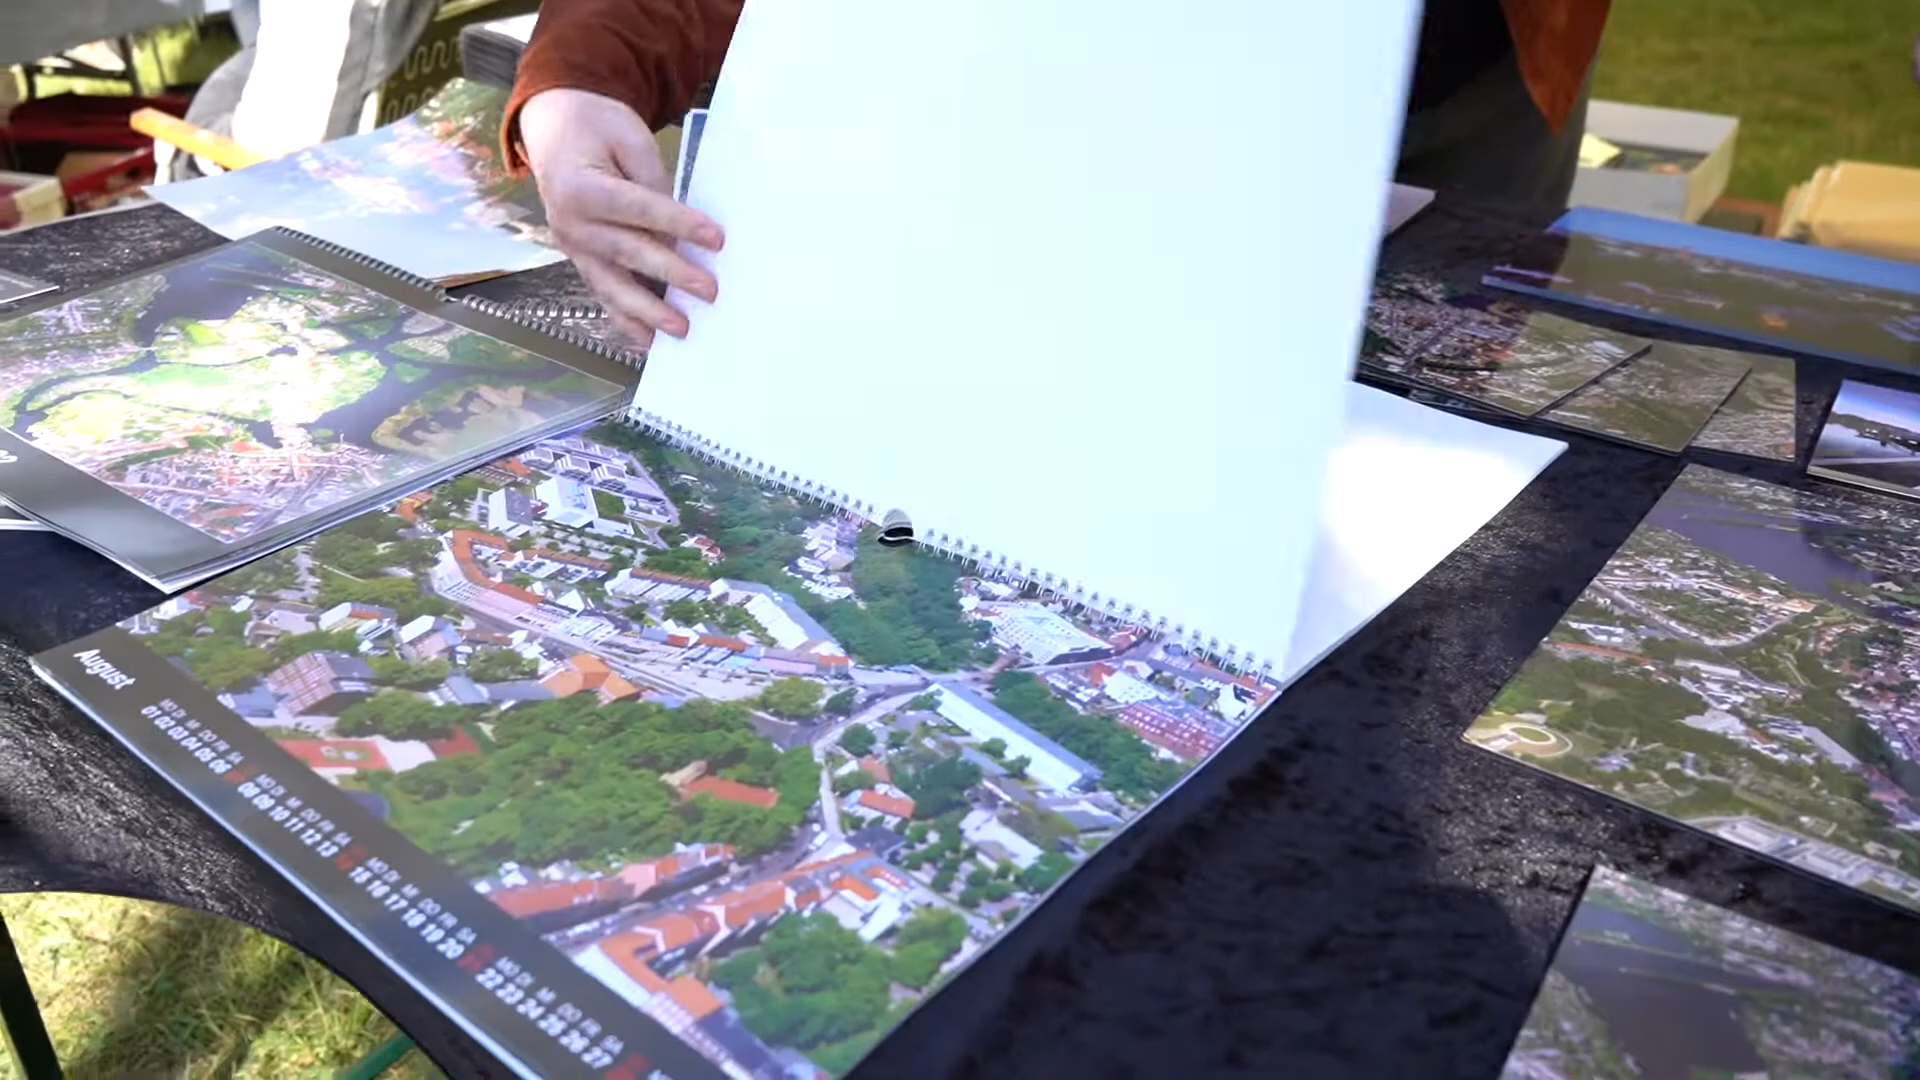 August
MO DI MI DO FR SA
01 02 03 04 05 06
MO DI MI DO FR SA
08 09 10 11 12 13
MO DI MI DO FR SA
15 16 17 18 19 20
MO DI MI DO FR SA
22 23 24 25 26 27